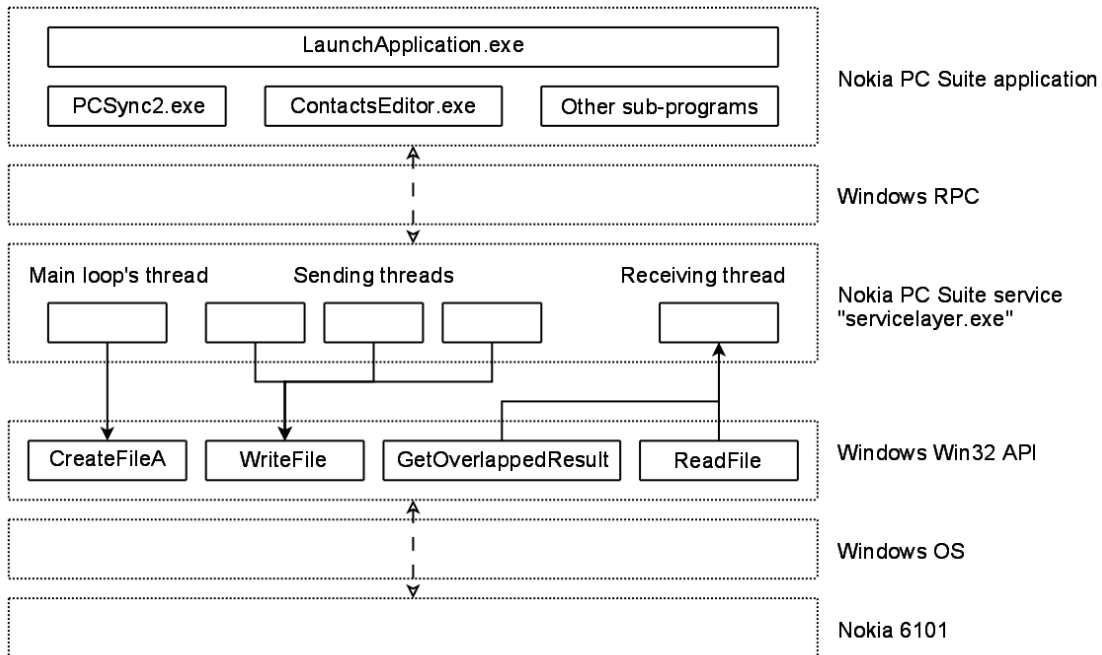 LaunchApplication.exe
PCSync2.exe
ContactsEditor.exe
Other sub-programs
Nokia PC Suite application
Windows RPC
Main loop's thread
Sending threads
Receiving thread
Nokia PC Suite service
"servicelayer.exe"
CreateFileA
WriteFile
GetOverlappedResult
ReadFile
Windows Win32 API
Windows OS
Nokia 6101